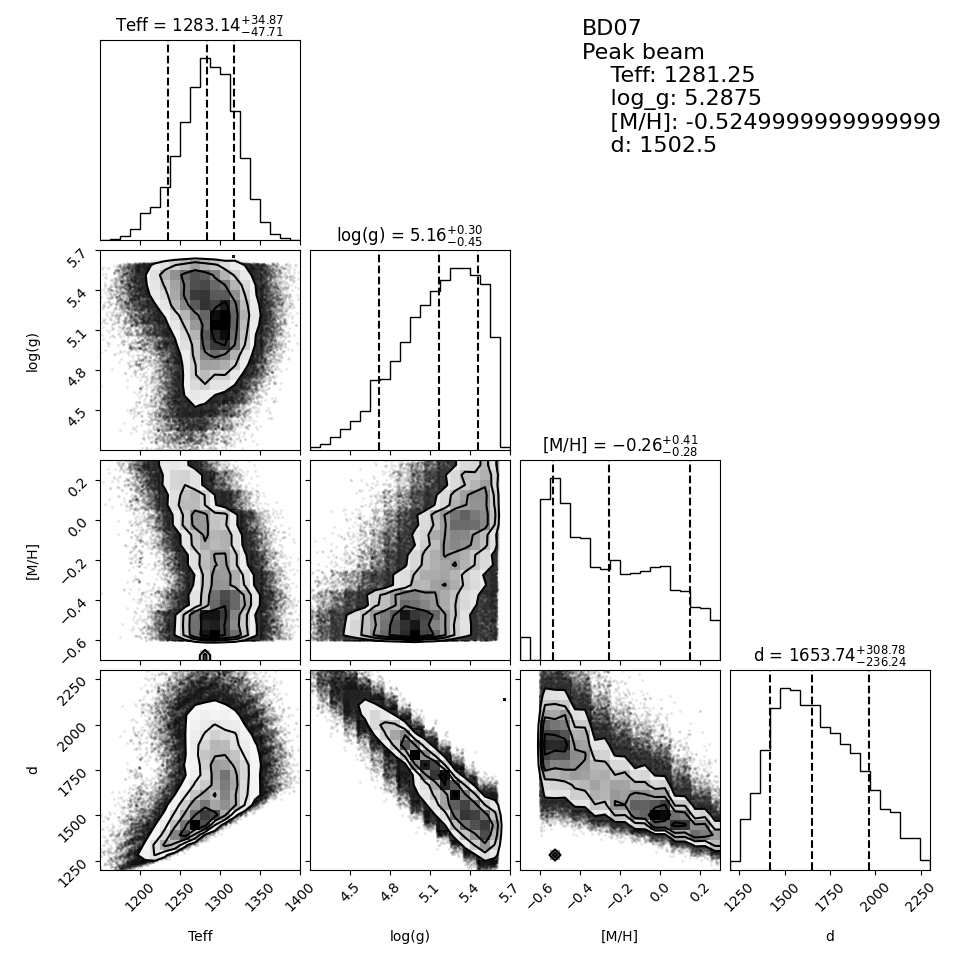 BD07
Peak beam
Teff: 1281.25
log_g: 5.2875
[M/H]: -0.5249999999999999
d: 1502.5
Teff = 1283.14+34.87−47.71
log(g) = 5.16+0.30−0.45
[M/H] = −0.26+0.41−0.28
d = 1653.74+308.78−236.24
5.7
5.4
5.1
4.8
4.5
log(g)
0.2
0.0
−0.2
−0.4
−0.6
[M/H]
2250
2000
1750
1500
1250
d
1200 1250 1300 1350 1400
Teff
4.5 4.8 5.1 5.4 5.7
log(g)
−0.6 −0.4 −0.2 0.0 0.2
[M/H]
1250 1500 1750 2000 2250
d